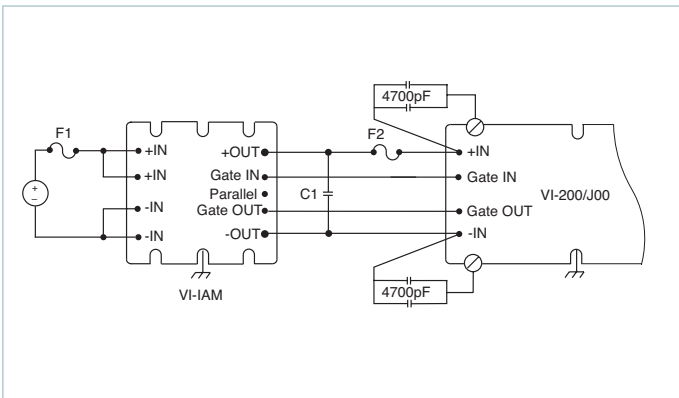 4700pF
F1
F2
+IN
+OUT
+IN
+IN
Gate IN
Gate IN
Parallel
C1
VI-200/J00
-IN
Gate OUT
Gate OUT
-IN
-OUT
-IN
VI-IAM
4700pF
+
–